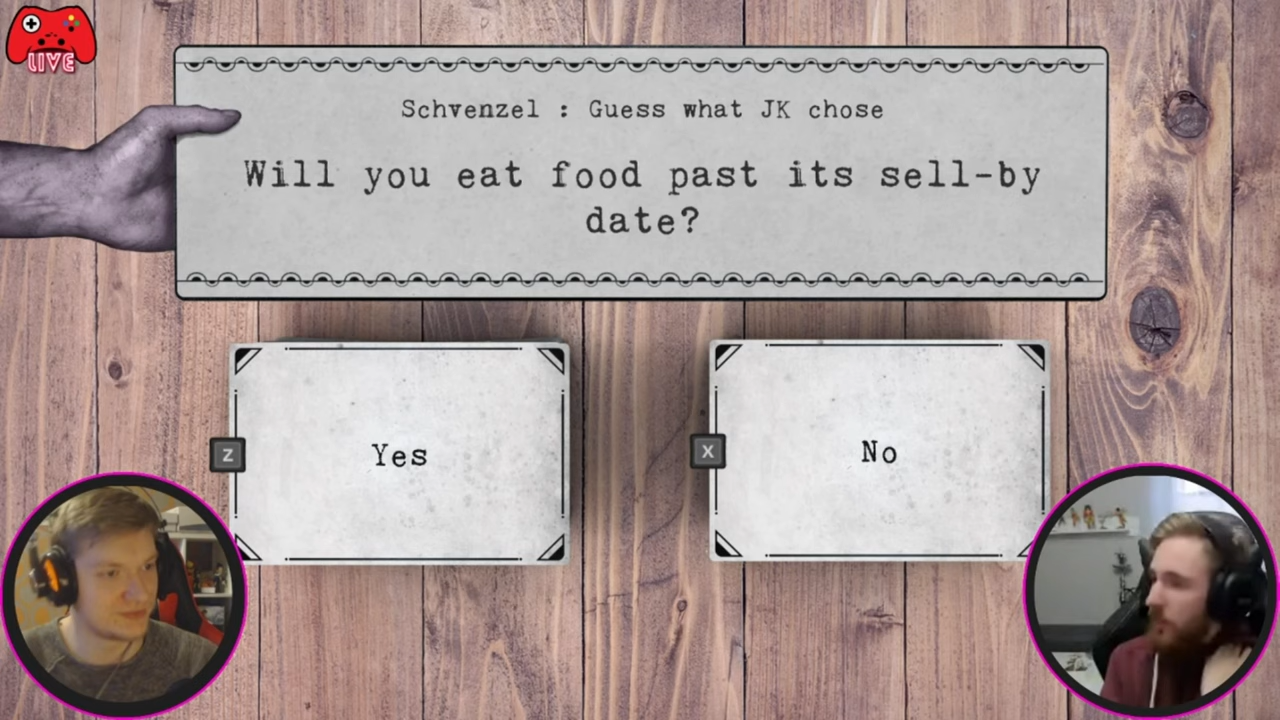 LIVE
Schvenzel : Guess what JK chose
Will you eat food past its sell-by
date?
Z
Yes
X
No